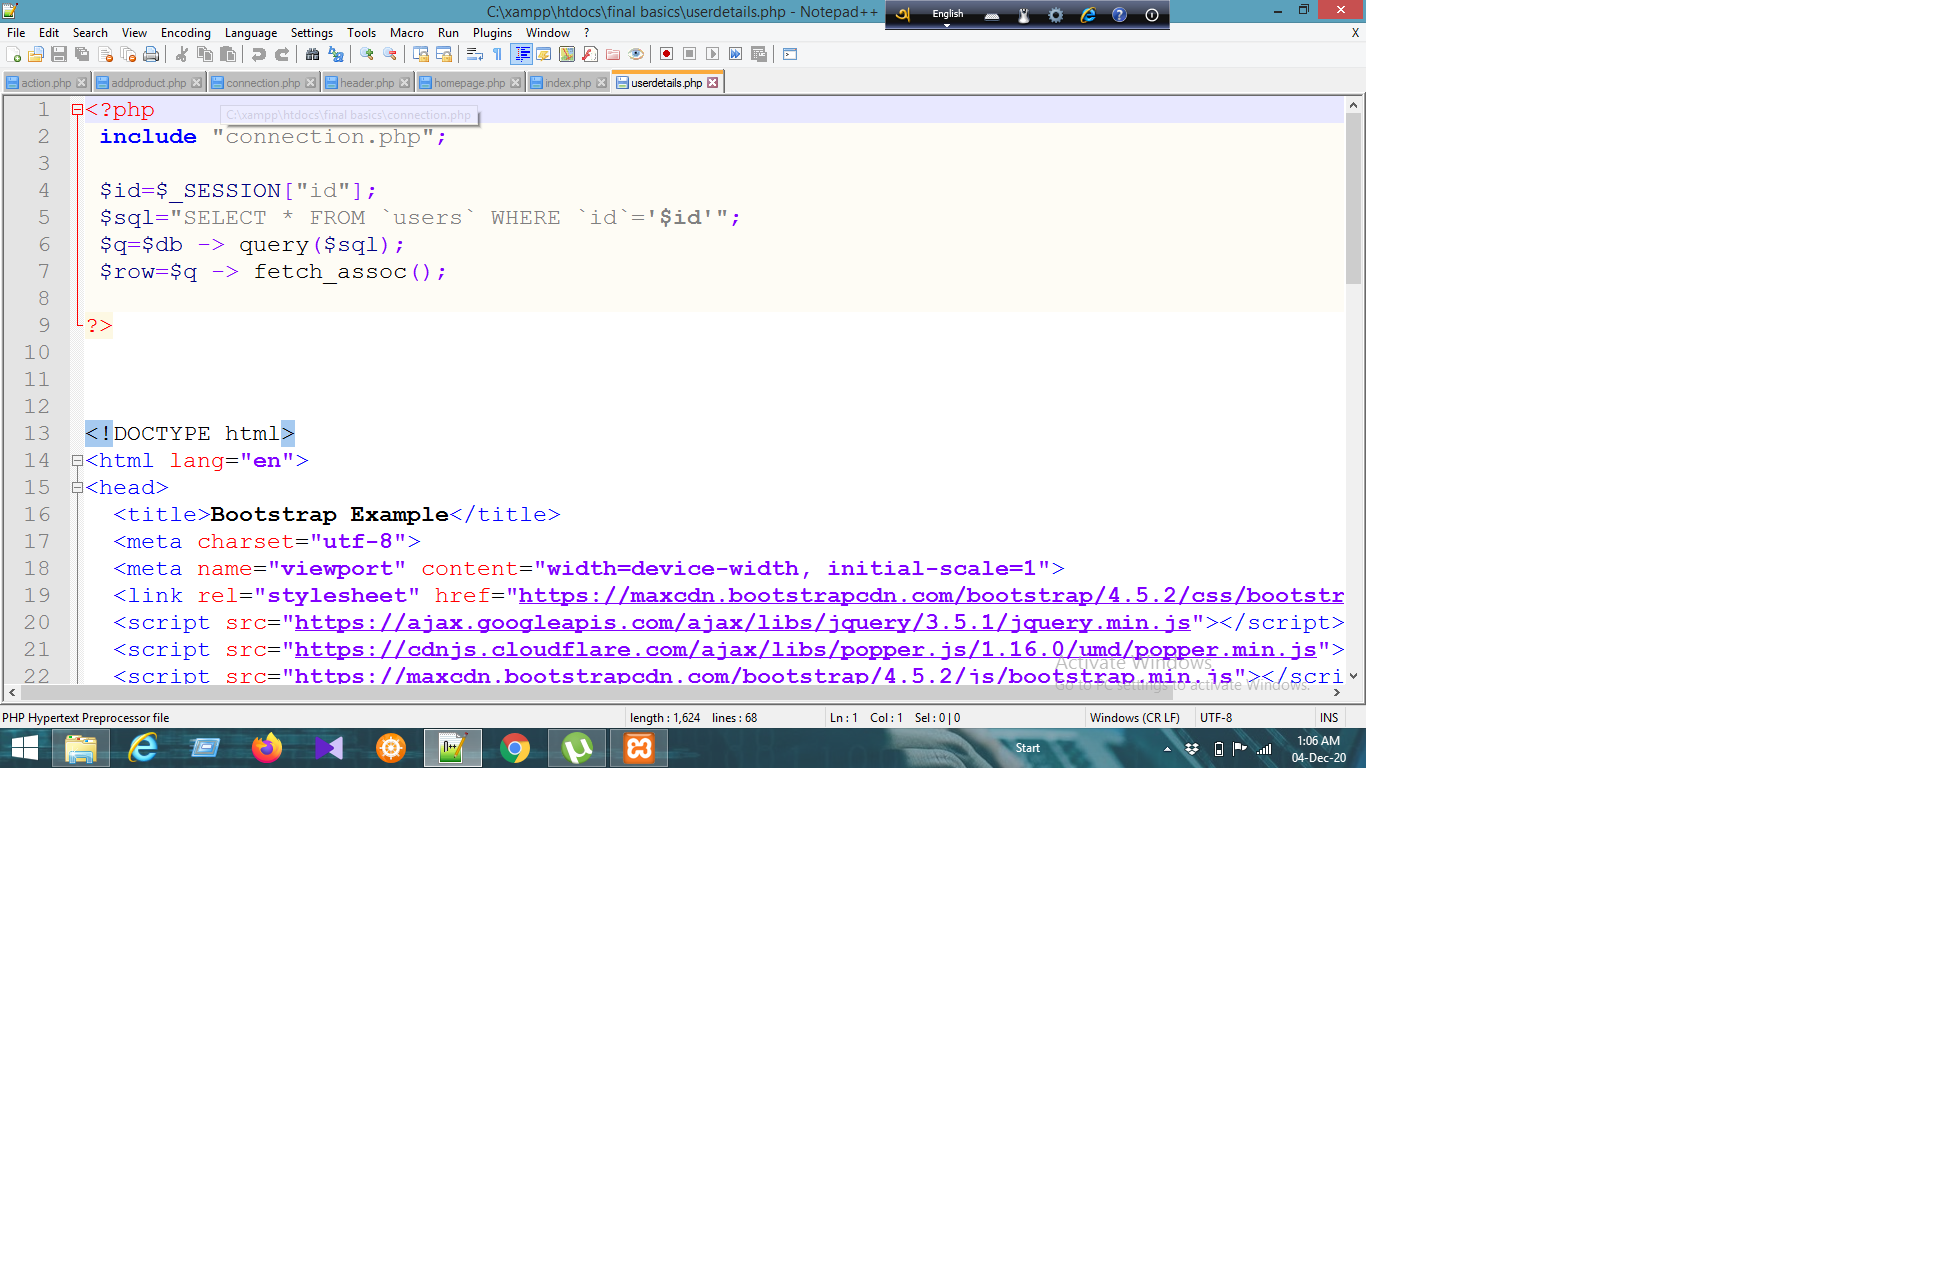 C:\xampp\htdocs\final basics\userdetails.php - Notepad++
English
File Edit Search View Encoding Language Settings Tools Macro Run Plugins Window ? X
action.php addproduct.php connection.php header.php homepage.php index.php userdetails.php
C:\xampp\htdocs\final basics\connection.php
1 <?php
2 include "connection.php";
3
4 $id=$_SESSION["id"];
5 $sql="SELECT * FROM `users` WHERE `id`='$id'";
6 $q=$db -> query($sql);
7 $row=$q -> fetch_assoc();
8
9 ?>
10
11
12
13 <!DOCTYPE html>
14 <html lang="en">
15 <head>
16 <title>Bootstrap Example</title>
17 <meta charset="utf-8">
18 <meta name="viewport" content="width=device-width, initial-scale=1">
19 <link rel="stylesheet" href="https://maxcdn.bootstrapcdn.com/bootstrap/4.5.2/css/bootstr
20 <script src="https://ajax.googleapis.com/ajax/libs/jquery/3.5.1/jquery.min.js"></script>
21 <script src="https://cdnjs.cloudflare.com/ajax/libs/popper.js/1.16.0/umd/popper.min.js">
22 <script src="https://maxcdn.bootstrapcdn.com/bootstrap/4.5.2/js/bootstrap.min.js"></scri
Activate Windows
Go to PC settings to activate Windows.
PHP Hypertext Preprocessor file length : 1,624 lines : 68 Ln : 1 Col : 1 Sel : 0 | 0 Windows (CR LF) UTF-8 INS
Start
1:06 AM
04-Dec-20